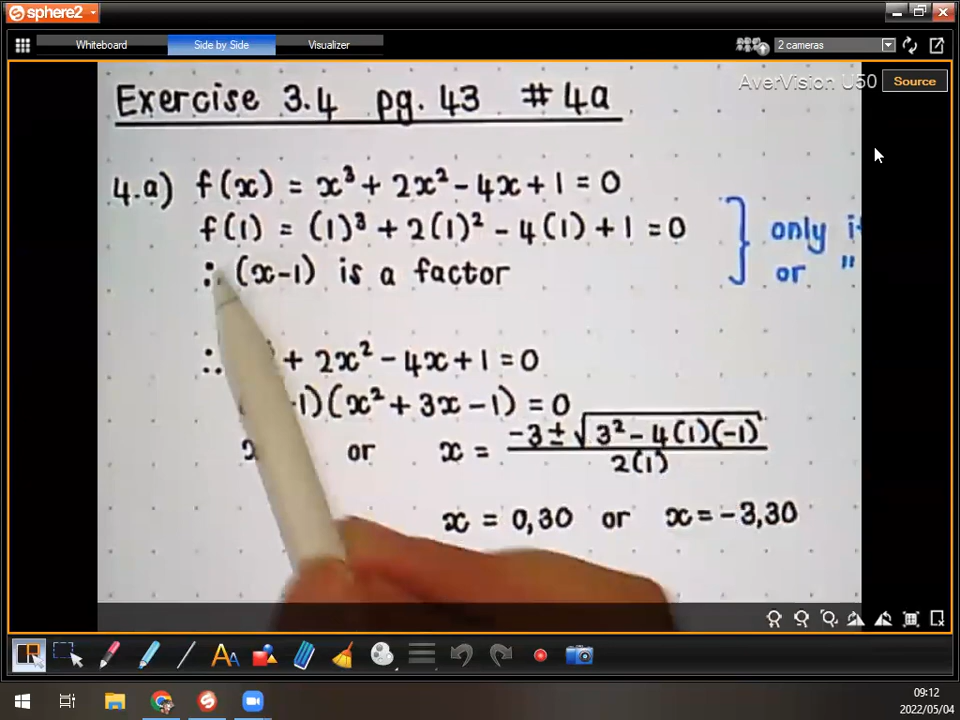 sphere2
Whiteboard Side by Side Visualizer 2 cameras
AverVision U50 Source
Exercise 3.4 pg. 43 # 4a
4.a) f(x) = x³ + 2x² - 4x + 1 = 0
f(1) = (1)³ + 2(1)² - 4(1) + 1 = 0
∴ (x-1) is a factor
only
or "
∴ + 2x² - 4x + 1 = 0
1)(x² + 3x - 1) = 0
x or x = -3 ± √3² - 4(1)(-1)
2(1)
x = 0,30 or x = -3,30
09:12
2022/05/04